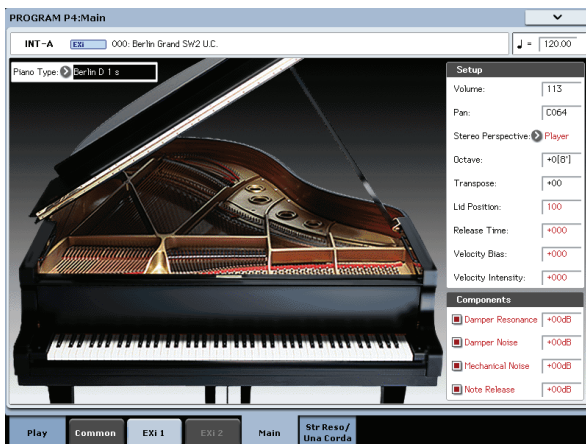 PROGRAM P4:Main
INT-A EXi 000: Berlin Grand SW2 U.C. ♩ = 120.00
Piano Type: Berlin D 1 s
Setup
Volume: 113
Pan: C064
Stereo Perspective: Player
Octave: +0[8']
Transpose: +00
Lid Position: 100
Release Time: +000
Velocity Bias: +000
Velocity Intensity: +000
Components
Damper Resonance +00dB
Damper Noise +00dB
Mechanical Noise +00dB
Note Release +00dB
Play Common EXi 1 EXi 2 Main Str Reso/
Una Corda